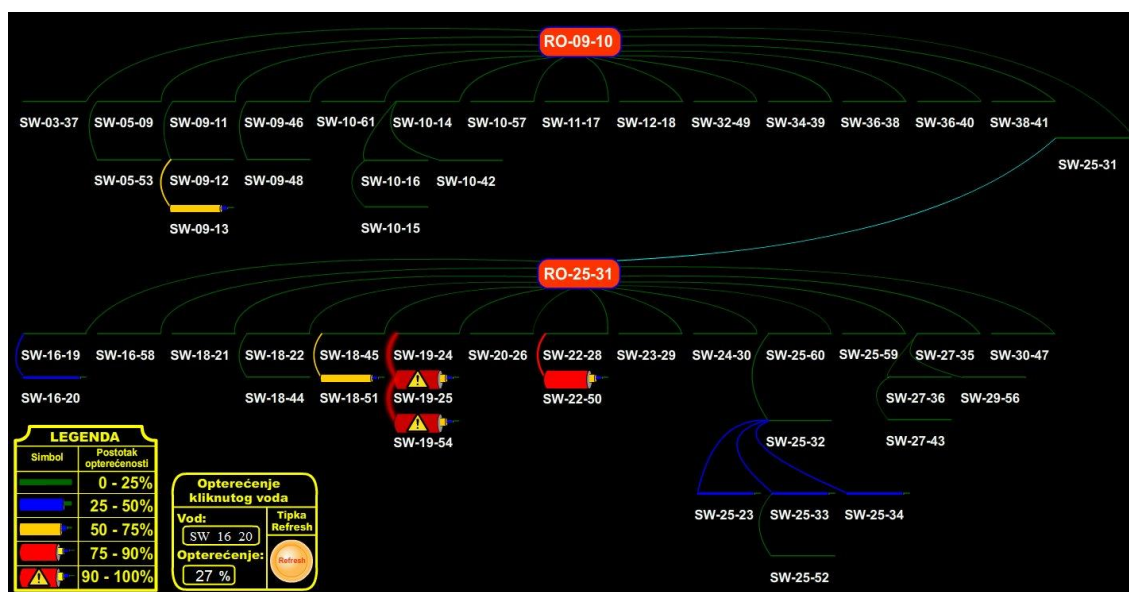 RO-09-10
SW-03-37 SW-05-09 SW-09-11 SW-09-46 SW-10-61 SW-10-14 SW-10-57 SW-11-17 SW-12-18 SW-32-49 SW-34-39 SW-36-38 SW-36-40 SW-38-41
SW-25-31
SW-05-53 SW-09-12 SW-09-48 SW-10-16 SW-10-42
SW-09-13 SW-10-15
RO-25-31
SW-16-19 SW-16-58 SW-18-21 SW-18-22 SW-18-45 SW-19-24 SW-20-26 SW-22-28 SW-23-29 SW-24-30 SW-25-60 SW-25-59 SW-27-35 SW-30-47
SW-16-20 SW-18-44 SW-18-51 SW-19-25 SW-22-50 SW-27-36 SW-29-56
SW-19-54 SW-25-32 SW-27-43
SW-25-23 SW-25-33 SW-25-34
SW-25-52
LEGENDA
Simbol
Postotak
opterećenosti
0 - 25%
25 - 50%
50 - 75%
75 - 90%
90 - 100%
Opterećenje
kliknutog voda
Vod:
SW 16 20
Opterećenje:
27 %
Tipka
Refresh
Refresh